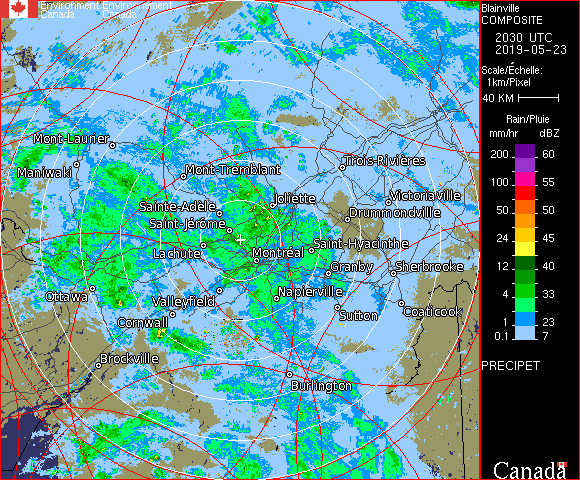 Environment Environnement
Canada Canada
Blainville
COMPOSITE
2030 UTC
2019-05-23
Scale/Échelle:
1km/Pixel
40 KM
Rain/Pluie
mm/hr dBZ
200 60
100 55
50 50
24 45
12 40
4 33
1 23
0.1 7
PRECIPET
Canada
Mont-Laurier
Maniwaki
Mont-Tremblant
Trois-Rivières
Joliette
Victoriaville
Sainte-Adèle
Drummondville
Saint-Jérôme
Saint-Hyacinthe
Lachute
Montréal
Granby
Sherbrooke
Ottawa
Valleyfield
Napierville
Cornwall
Sutton
Coaticook
Brockville
Burlington